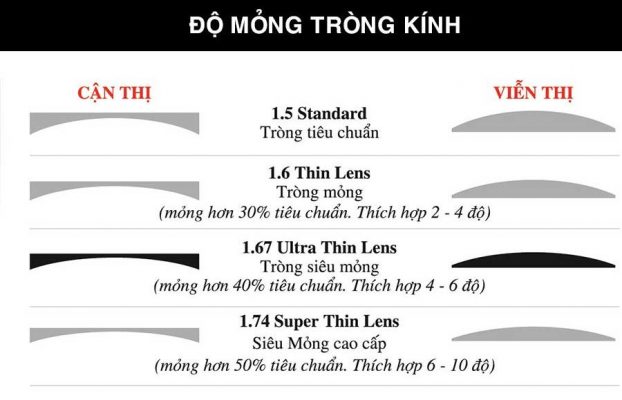 ĐỘ MỎNG TRÒNG KÍNH
CẬN THỊ
VIỄN THỊ
1.5 Standard
Tròng tiêu chuẩn
1.6 Thin Lens
Tròng mỏng
(mỏng hơn 30% tiêu chuẩn. Thích hợp 2 - 4 độ)
1.67 Ultra Thin Lens
Tròng siêu mỏng
(mỏng hơn 40% tiêu chuẩn. Thích hợp 4 - 6 độ)
1.74 Super Thin Lens
Siêu Mỏng cao cấp
(mỏng hơn 50% tiêu chuẩn. Thích hợp 6 - 10 độ)